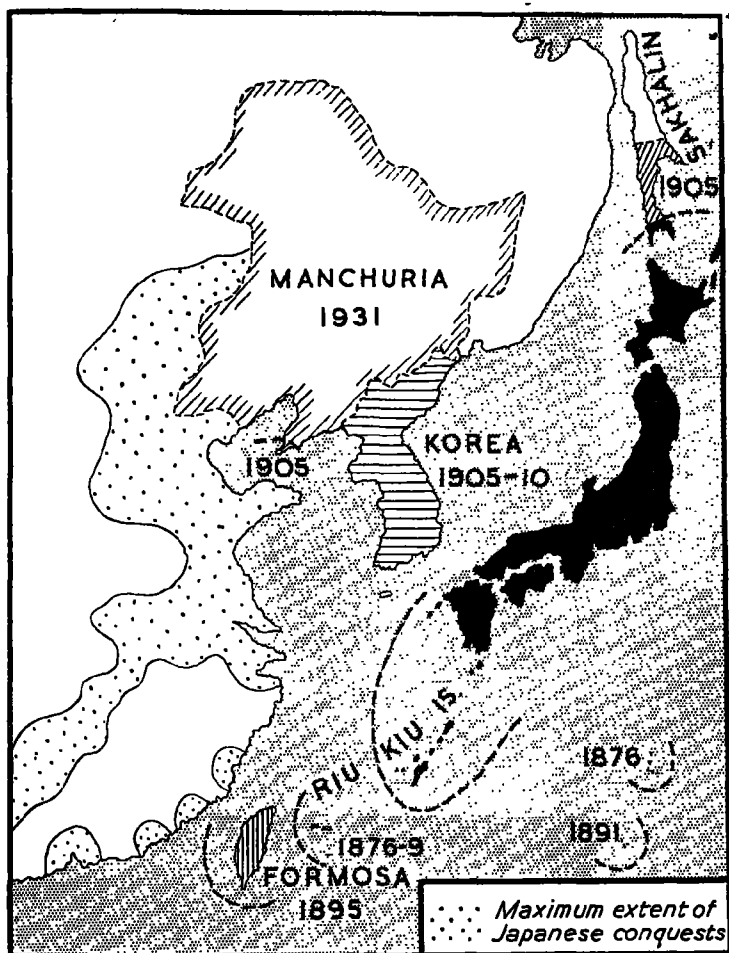 SAKHALIN
1905
MANCHURIA
1931
KOREA
1905-10
1905
RIU KIU IS
1876
1891
1876-9
FORMOSA
1895
Maximum extent of
Japanese conquests